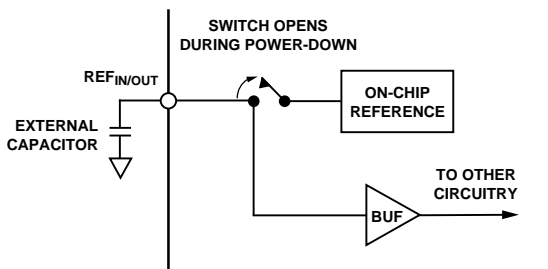 SWITCH OPENS
DURING POWER-DOWN
REFIN/OUT
ON-CHIP
REFERENCE
EXTERNAL
CAPACITOR
TO OTHER
CIRCUITRY
BUF